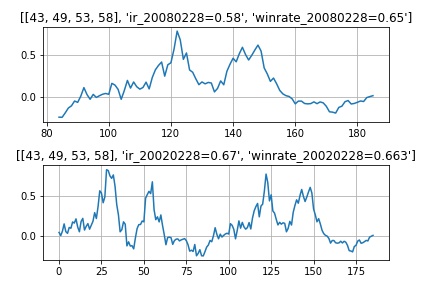 [[43, 49, 53, 58], 'ir_20080228=0.58', 'winrate_20080228=0.65']
0.5
0.0
80 100 120 140 160 180
[[43, 49, 53, 58], 'ir_20020228=0.67', 'winrate_20020228=0.663']
0.5
0.0
0 25 50 75 100 125 150 175